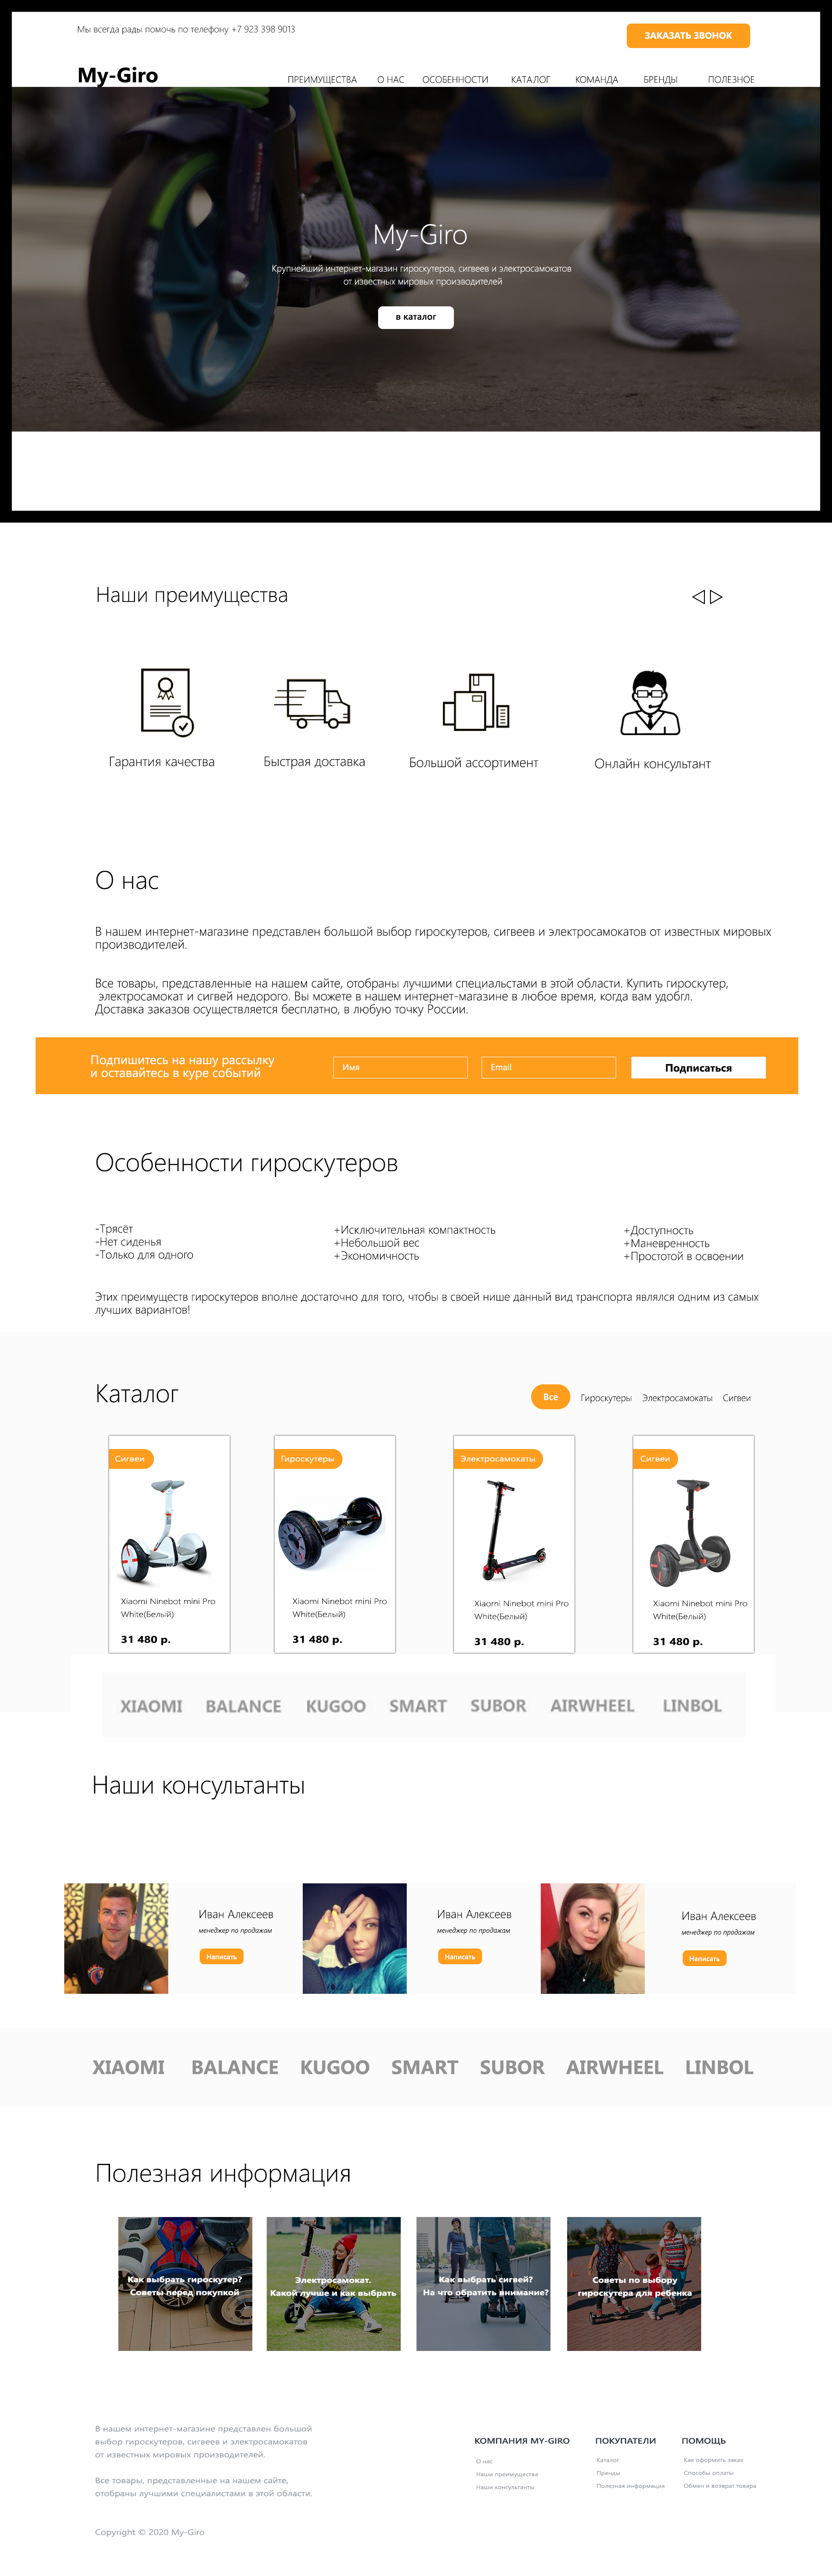 Мы всегда рады помочь по телефону +7 923 398 9013
ЗАКАЗАТЬ ЗВОНОК
My-Giro
ПРЕИМУЩЕСТВА О НАС ОСОБЕННОСТИ КАТАЛОГ КОМАНДА БРЕНДЫ ПОЛЕЗНОЕ
My-Giro
Крупнейший интернет-магазин гироскутеров, сигвеев и электросамокатов
от известных мировых производителей
в каталог
Наши преимущества
Гарантия качества
Быстрая доставка
Большой ассортимент
Онлайн консультант
О нас
В нашем интернет-магазине представлен большой выбор гироскутеров, сигвеев и электросамокатов от известных мировых
производителей.
Все товары, представленные на нашем сайте, отобраны лучшими специальстами в этой области. Купить гироскутер,
электросамокат и сигвей недорого. Вы можете в нашем интернет-магазине в любое время, когда вам удобгл.
Доставка заказов осуществляется бесплатно, в любую точку России.
Подпишитесь на нашу рассылку
и оставайтесь в куре событий
Имя
Email
Подписаться
Особенности гироскутеров
-Трясёт
-Нет сиденья
-Только для одного
+Исключительная компактность
+Небольшой вес
+Экономичность
+Доступность
+Маневренность
+Простотой в освоении
Этих преимуществ гироскутеров вполне достаточно для того, чтобы в своей нише данный вид транспорта являлся одним из самых
лучших вариантов!
Каталог
Все Гироскутеры Электросамокаты Сигвеи
Сигвеи
Xiaomi Ninebot mini Pro
White(Белый)
31 480 р.
Гироскутеры
Xiaomi Ninebot mini Pro
White(Белый)
31 480 р.
Электросамокаты
Xiaomi Ninebot mini Pro
White(Белый)
31 480 р.
Сигвеи
Xiaomi Ninebot mini Pro
White(Белый)
31 480 р.
XIAOMI BALANCE KUGOO SMART SUBOR AIRWHEEL LINBOL
Наши консультанты
Иван Алексеев
менеджер по продажам
Написать
Иван Алексеев
менеджер по продажам
Написать
Иван Алексеев
менеджер по продажам
Написать
XIAOMI BALANCE KUGOO SMART SUBOR AIRWHEEL LINBOL
Полезная информация
Как выбрать гироскутер?
Советы перед покупкой
Электросамокат.
Какой лучше и как выбрать
Как выбрать сигвей?
На что обратить внимание?
Советы по выбору
гироскутера для ребенка
В нашем интернет-магазине представлен большой
выбор гироскутеров, сигвеев и электросамокатов
от известных мировых производителей.
Все товары, представленные на нашем сайте,
отобраны лучшими специалистами в этой области.
Copyright © 2020 My-Giro
КОМПАНИЯ MY-GIRO
О нас
Наши преимущества
Наши консультанты
ПОКУПАТЕЛИ
Каталог
Пренды
Полезная информация
ПОМОЩЬ
Как оформить заказ
Способы оплаты
Обмен и возврат товара